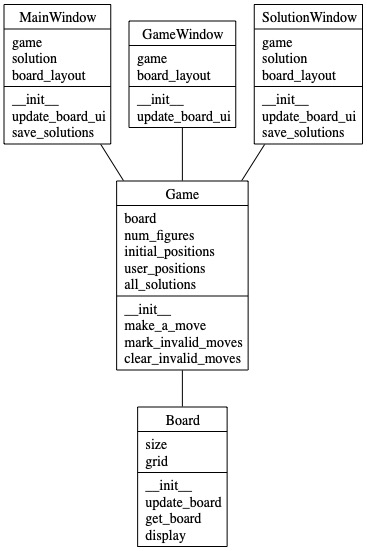 MainWindow
game
solution
board_layout
__init__
update_board_ui
save_solutions
GameWindow
game
board_layout
__init__
update_board_ui
SolutionWindow
game
solution
board_layout
__init__
update_board_ui
save_solutions
Game
board
num_figures
initial_positions
user_positions
all_solutions
__init__
make_a_move
mark_invalid_moves
clear_invalid_moves
Board
size
grid
__init__
update_board
get_board
display